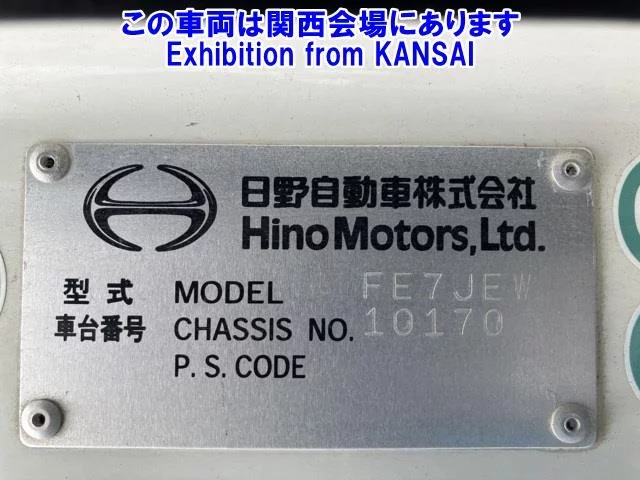 この車両は関西会場にあります
Exhibition from KANSAI
日野自動車株式会社
Hino Motors, Ltd.
型式 MODEL FE7JEW
車台番号 CHASSIS NO. 10170
P. S. CODE